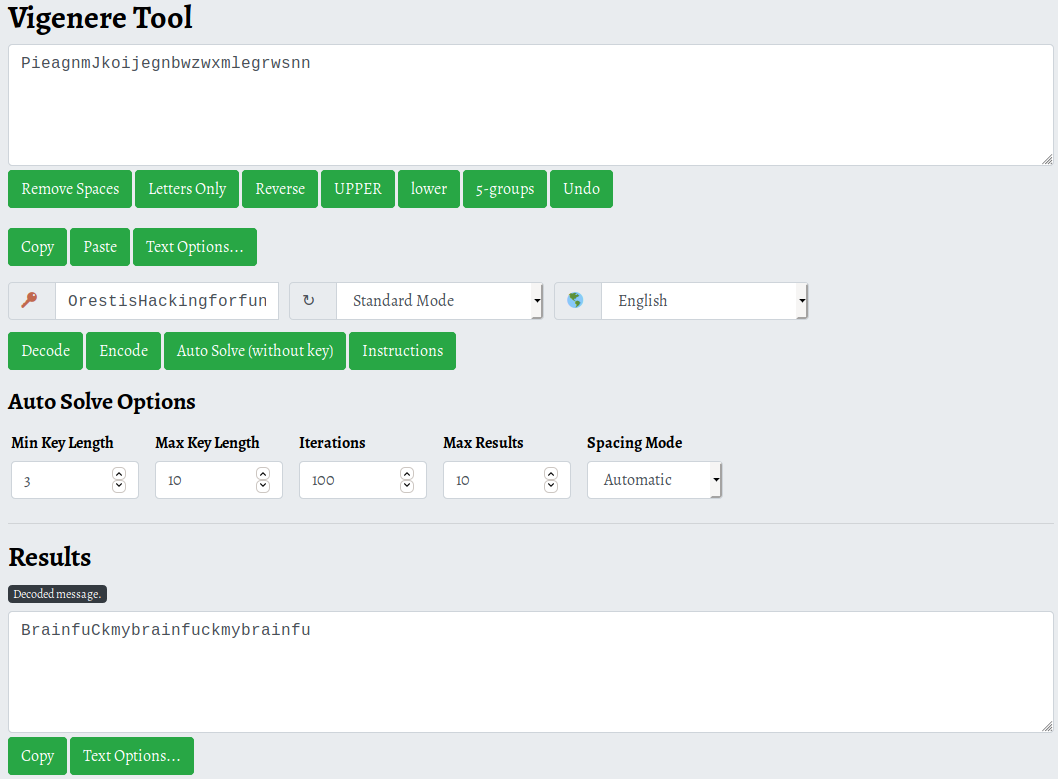 Vigenere Tool
PieagnmJkoijegnbwzwxmlegrwsnn
Remove Spaces Letters Only Reverse UPPER lower 5-groups Undo
Copy Paste Text Options...
OrestisHackingforfun Standard Mode English
Decode Encode Auto Solve (without key) Instructions
Auto Solve Options
Min Key Length Max Key Length Iterations Max Results Spacing Mode
3 10 100 10 Automatic
Results
Decoded message.
BrainfuCkmybrainfuckmybrainfu
Copy Text Options...